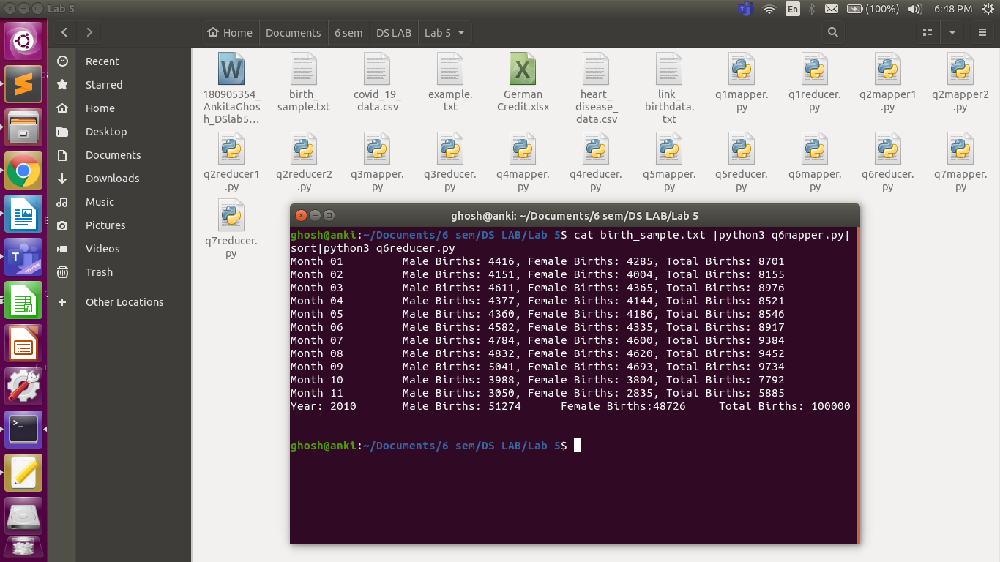 Lab 5
En
(100%)
6:48 PM
Home
Documents
6 sem
DS LAB
Lab 5
Recent
Starred
Home
Desktop
Documents
Downloads
Music
Pictures
Videos
Trash
Other Locations
180905354_
AnkitaGhos
h_DSlab5…
birth_
sample.txt
covid_19_
data.csv
example.
txt
German
Credit.xlsx
heart_
disease_
data.csv
link_
birthdata.
txt
q1mapper.
py
q1reducer.
py
q2mapper1
.py
q2mapper2
.py
q2reducer1
.py
q2reducer2
.py
q3mapper.
py
q3reducer.
py
q4mapper.
py
q4reducer.
py
q5mapper.
py
q5reducer.
py
q6mapper.
py
q6reducer.
py
q7mapper.
py
q7reducer.
py
ghosh@anki: ~/Documents/6 sem/DS LAB/Lab 5
ghosh@anki:~/Documents/6 sem/DS LAB/Lab 5$ cat birth_sample.txt |python3 q6mapper.py|
sort|python3 q6reducer.py
Month 01 Male Births: 4416, Female Births: 4285, Total Births: 8701
Month 02 Male Births: 4151, Female Births: 4004, Total Births: 8155
Month 03 Male Births: 4611, Female Births: 4365, Total Births: 8976
Month 04 Male Births: 4377, Female Births: 4144, Total Births: 8521
Month 05 Male Births: 4360, Female Births: 4186, Total Births: 8546
Month 06 Male Births: 4582, Female Births: 4335, Total Births: 8917
Month 07 Male Births: 4784, Female Births: 4600, Total Births: 9384
Month 08 Male Births: 4832, Female Births: 4620, Total Births: 9452
Month 09 Male Births: 5041, Female Births: 4693, Total Births: 9734
Month 10 Male Births: 3988, Female Births: 3804, Total Births: 7792
Month 11 Male Births: 3050, Female Births: 2835, Total Births: 5885
Year: 2010 Male Births: 51274 Female Births:48726 Total Births: 100000
ghosh@anki:~/Documents/6 sem/DS LAB/Lab 5$